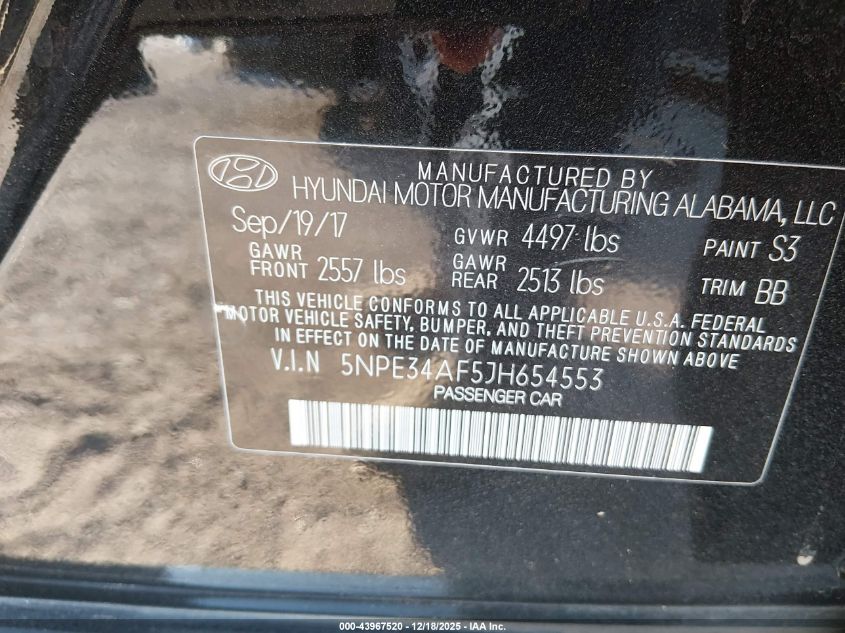 MANUFACTURED BY
HYUNDAI MOTOR MANUFACTURING ALABAMA, LLC
Sep/19/17 GVWR 4497 lbs PAINT S3
GAWR FRONT 2557 lbs GAWR REAR 2513 lbs TRIM BB
THIS VEHICLE CONFORMS TO ALL APPLICABLE U.S.A. FEDERAL
MOTOR VEHICLE SAFETY, BUMPER, AND THEFT PREVENTION STANDARDS
IN EFFECT ON THE DATE OF MANUFACTURE SHOWN ABOVE
V.I.N 5NPE34AF5JH654553
PASSENGER CAR
000-43967520 • 12/18/2025 • IAA Inc.